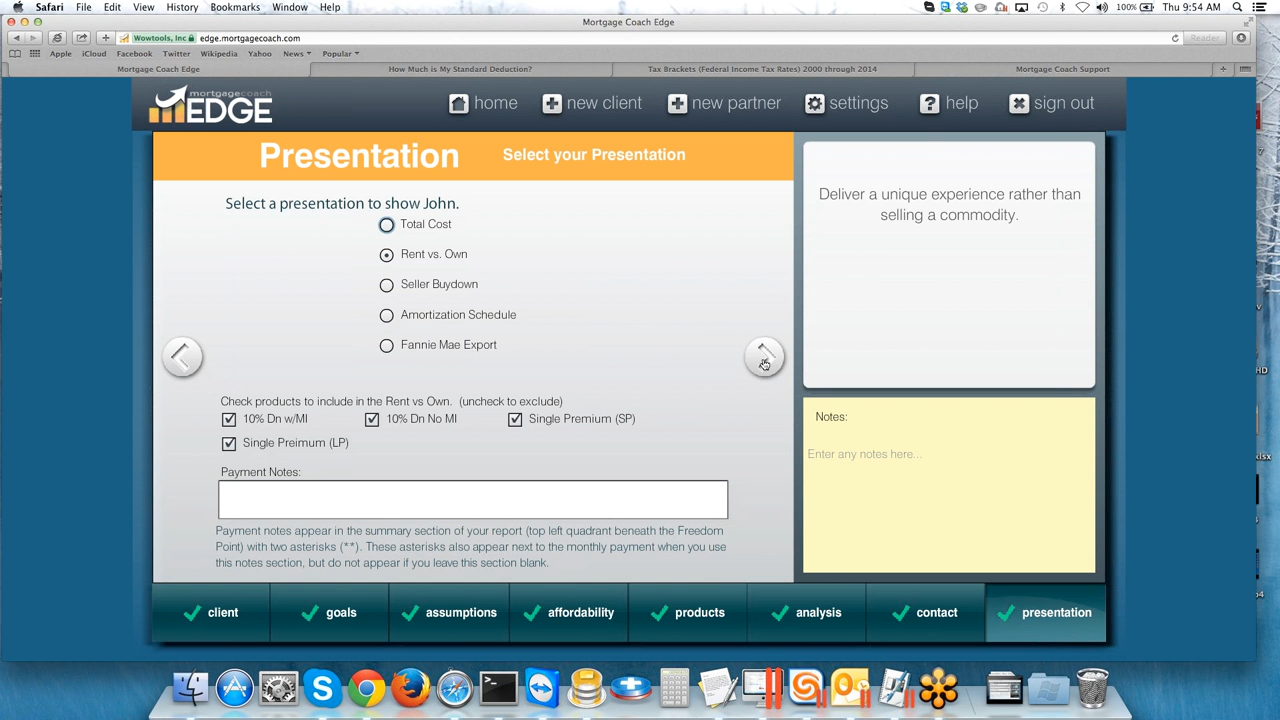 Safari File Edit View History Bookmarks Window Help 100% Thu 9:54 AM
Mortgage Coach Edge
Wowtools, Inc edge.mortgagecoach.com Reader
Apple iCloud Facebook Twitter Wikipedia Yahoo News Popular
Mortgage Coach Edge How Much is My Standard Deduction? Tax Brackets (Federal Income Tax Rates) 2000 through 2014 Mortgage Coach Support
mortgagecoach
EDGE
home new client new partner settings help sign out
Presentation Select your Presentation
Select a presentation to show John.
Total Cost
Rent vs. Own
Seller Buydown
Amortization Schedule
Fannie Mae Export
Check products to include in the Rent vs Own. (uncheck to exclude)
10% Dn w/MI 10% Dn No MI Single Premium (SP)
Single Preimum (LP)
Payment Notes:
Payment notes appear in the summary section of your report (top left quadrant beneath the Freedom
Point) with two asterisks (**). These asterisks also appear next to the monthly payment when you use
this notes section, but do not appear if you leave this section blank.
Deliver a unique experience rather than
selling a commodity.
Notes:
Enter any notes here...
client goals assumptions affordability products analysis contact presentation